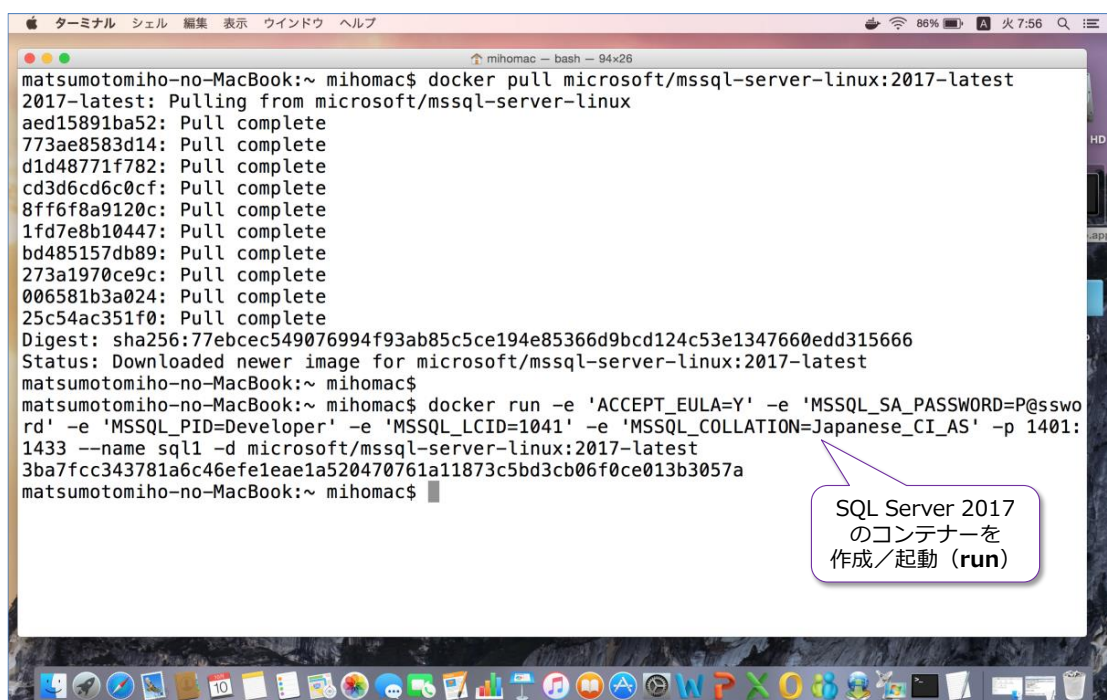 ターミナル シェル 編集 表示 ウインドウ ヘルプ 86% A 火 7:56
mihomac — bash — 94×26
matsumotomiho-no-MacBook:~ mihomac$ docker pull microsoft/mssql-server-linux:2017-latest
2017-latest: Pulling from microsoft/mssql-server-linux
aed15891ba52: Pull complete
773ae8583d14: Pull complete
d1d48771f782: Pull complete
cd3d6cd6c0cf: Pull complete
8ff6f8a9120c: Pull complete
1fd7e8b10447: Pull complete
bd485157db89: Pull complete
273a1970ce9c: Pull complete
006581b3a024: Pull complete
25c54ac351f0: Pull complete
Digest: sha256:77ebcec549076994f93ab85c5ce194e85366d9bcd124c53e1347660edd315666
Status: Downloaded newer image for microsoft/mssql-server-linux:2017-latest
matsumotomiho-no-MacBook:~ mihomac$
matsumotomiho-no-MacBook:~ mihomac$ docker run -e 'ACCEPT_EULA=Y' -e 'MSSQL_SA_PASSWORD=P@sswo
rd' -e 'MSSQL_PID=Developer' -e 'MSSQL_LCID=1041' -e 'MSSQL_COLLATION=Japanese_CI_AS' -p 1401:
1433 --name sql1 -d microsoft/mssql-server-linux:2017-latest
3ba7fcc343781a6c46efe1eae1a520470761a11873c5bd3cb06f0ce013b3057a
matsumotomiho-no-MacBook:~ mihomac$
SQL Server 2017
のコンテナーを
作成／起動（run）
HD
.app
10